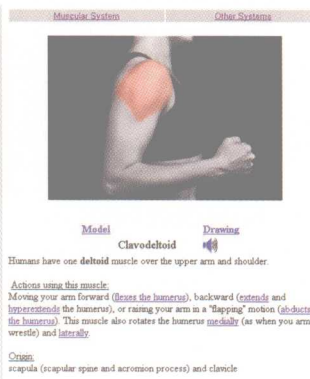 Muscular System Other Systems
Model Drawing
Clavodeltoid
Humans have one deltoid muscle over the upper arm and shoulder.
Actions using this muscle:
Moving your arm forward (flexes the humerus), backward (extends and
hyperextends the humerus), or raising your arm in a "flapping" motion (abducts
the humerus). This muscle also rotates the humerus medially (as when you arm
wrestle) and laterally.
Origin:
scapula (scapular spine and acromion process) and clavicle